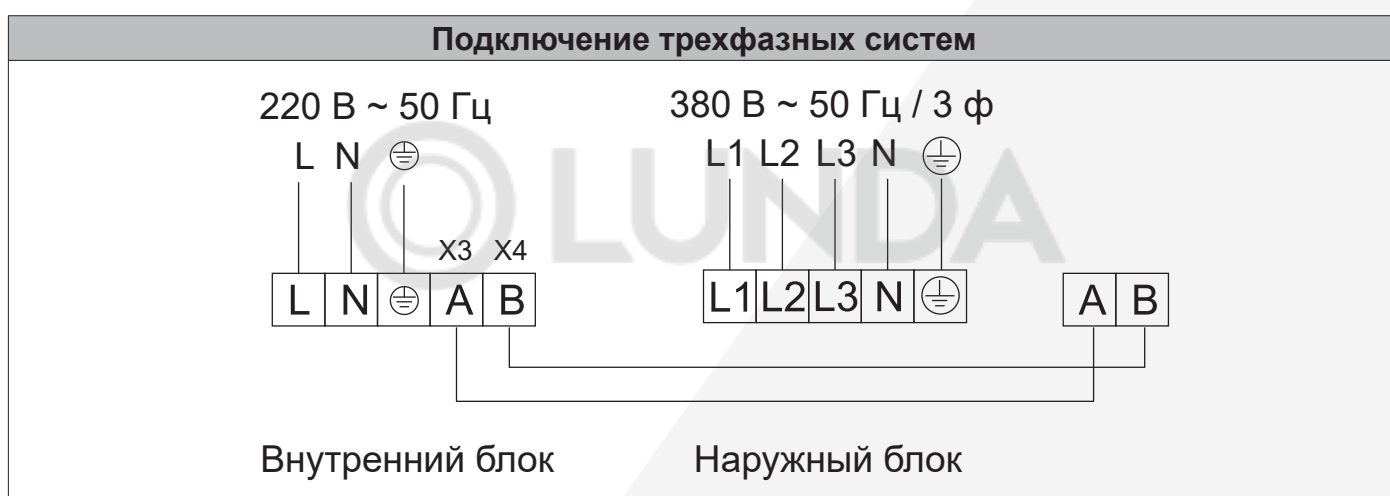 Подключение трехфазных систем
220 В ~ 50 Гц
380 В ~ 50 Гц / 3 ф
L N
L1 L2 L3 N
LUNDA
X3 X4
L N A B
L1 L2 L3 N
A B
Внутренний блок
Наружный блок